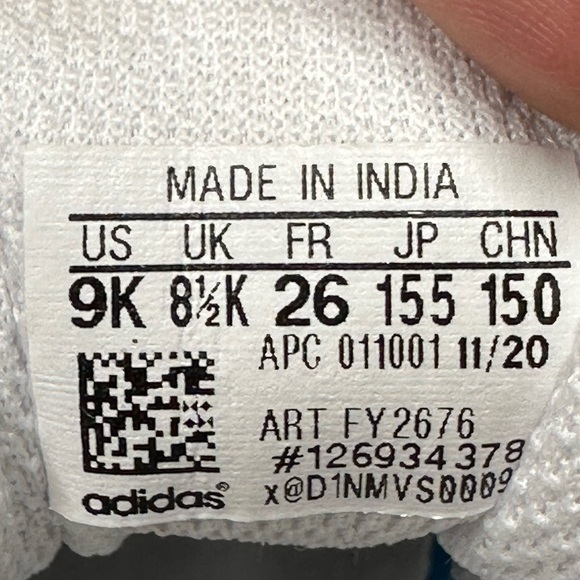 MADE IN INDIA
US UK FR JP CHN
9K 8½K 26 155 150
APC 011001 11/20
ART FY2676
#126934378
x@D1NMVS0009
adidas®